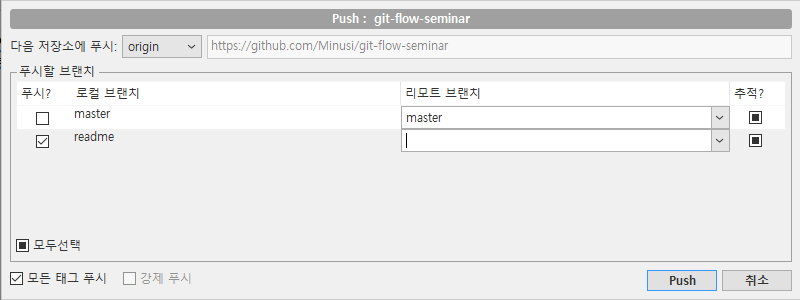 Push : git-flow-seminar
다음 저장소에 푸시: origin https://github.com/Minusi/git-flow-seminar
푸시할 브랜치
푸시? 로컬 브랜치 리모트 브랜치 추적?
master master
readme
모두선택
모든 태그 푸시 강제 푸시 Push 취소